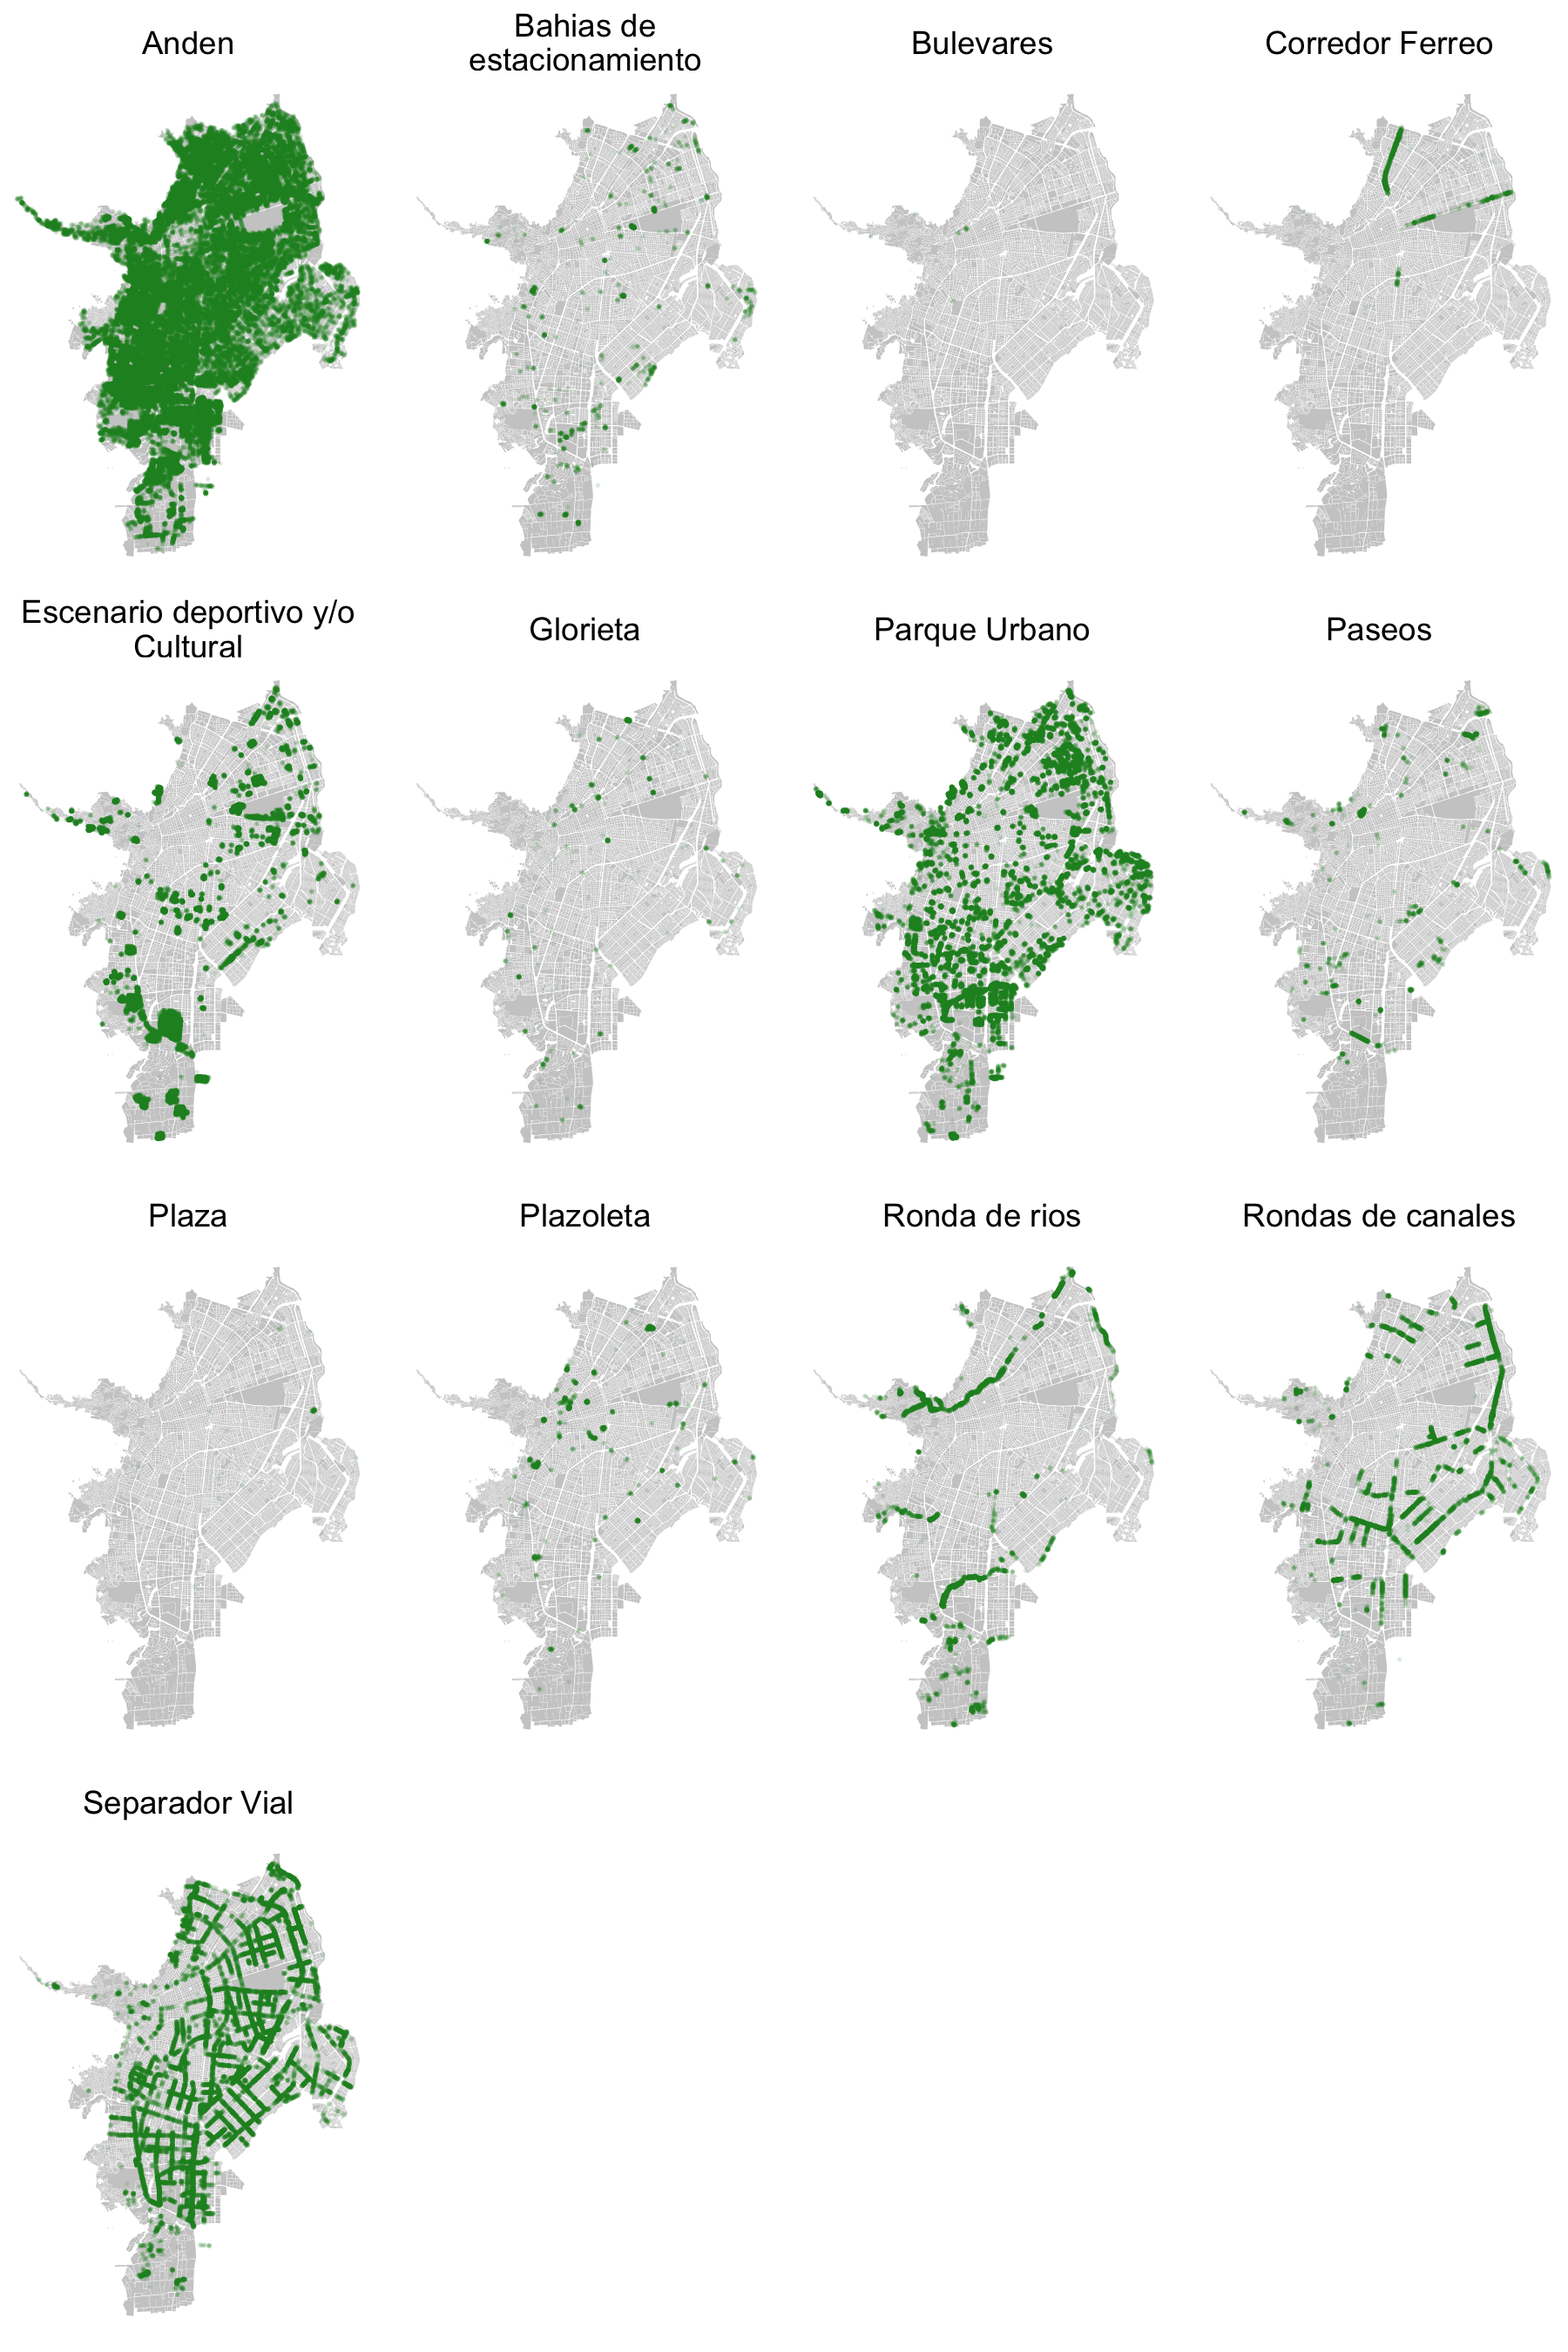 Anden
Bahias de
estacionamiento
Bulevares
Corredor Ferreo
Escenario deportivo y/o
Cultural
Glorieta
Parque Urbano
Paseos
Plaza
Plazoleta
Ronda de rios
Rondas de canales
Separador Vial